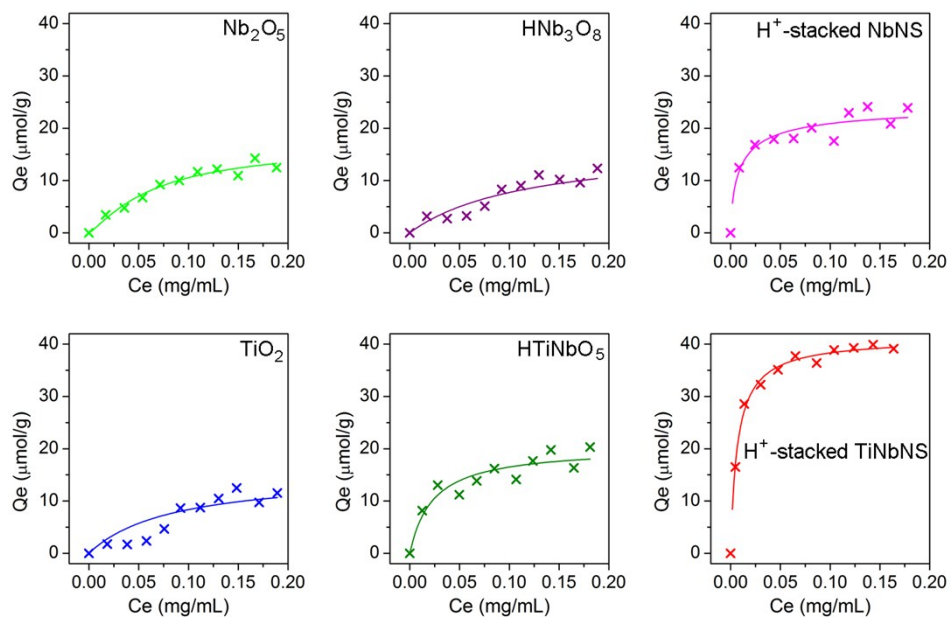 Nb₂O₅
Qe (μmol/g)
40
30
20
10
0
0.00 0.05 0.10 0.15 0.20
Ce (mg/mL)
HNb₃O₈
Qe (μmol/g)
40
30
20
10
0
0.00 0.05 0.10 0.15 0.20
Ce (mg/mL)
H⁺-stacked NbNS
Qe (μmol/g)
40
30
20
10
0
0.00 0.05 0.10 0.15 0.20
Ce (mg/mL)
TiO₂
Qe (μmol/g)
40
30
20
10
0
0.00 0.05 0.10 0.15 0.20
Ce (mg/mL)
HTiNbO₅
Qe (μmol/g)
40
30
20
10
0
0.00 0.05 0.10 0.15 0.20
Ce (mg/mL)
Qe (μmol/g)
40
30
20
H⁺-stacked TiNbNS
10
0
0.00 0.05 0.10 0.15 0.20
Ce (mg/mL)